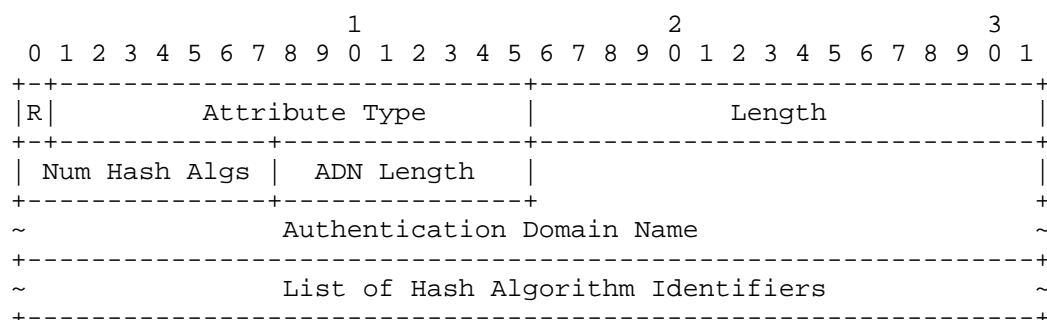 1                   2                   3
 0 1 2 3 4 5 6 7 8 9 0 1 2 3 4 5 6 7 8 9 0 1 2 3 4 5 6 7 8 9 0 1
+-+-----------------------------+-------------------------------+
|R|         Attribute Type      |            Length             |
+-+-------------+---------------+-------------------------------+
| Num Hash Algs |  ADN Length   |                               |
+---------------+---------------+                               +
~                Authentication Domain Name                     ~
+---------------------------------------------------------------+
~                List of Hash Algorithm Identifiers             ~
+---------------------------------------------------------------+